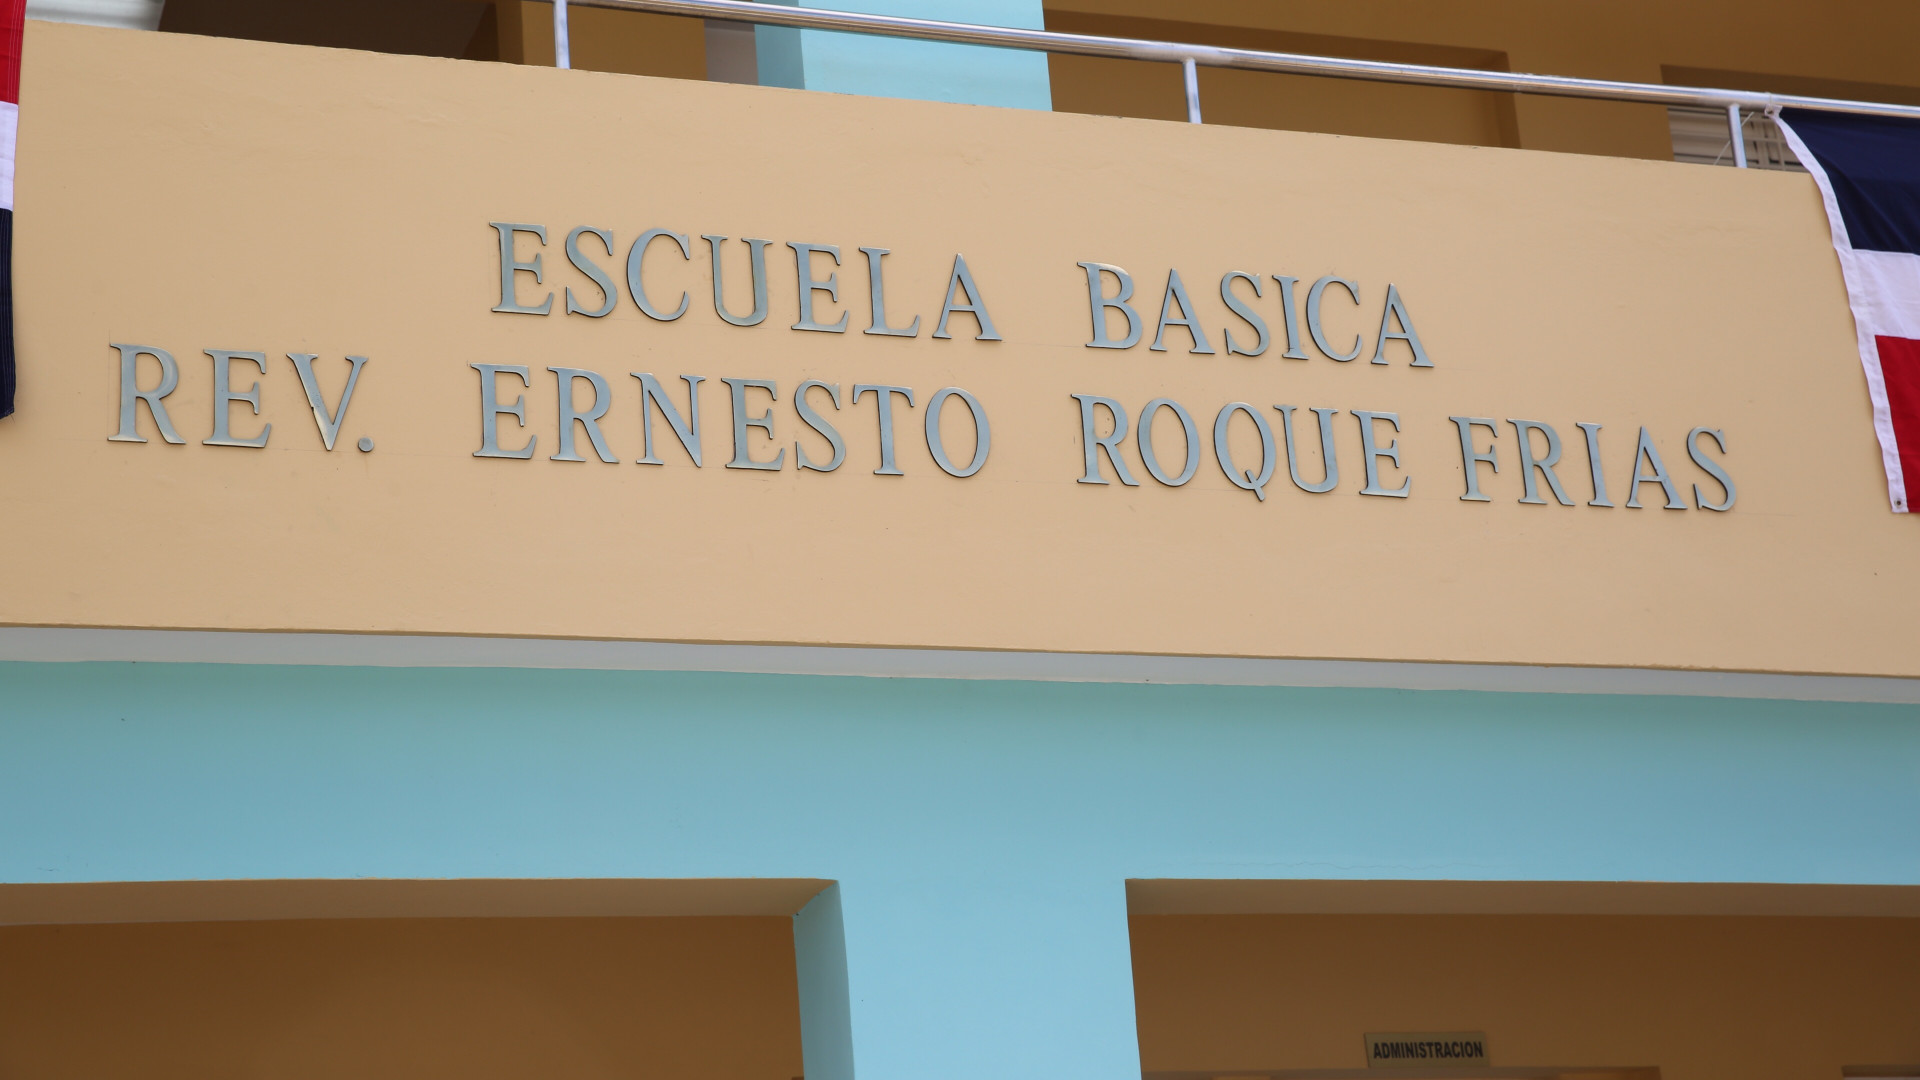 ESCUELA BASICA
REV. ERNESTO ROQUE FRIAS
ADMINISTRACION